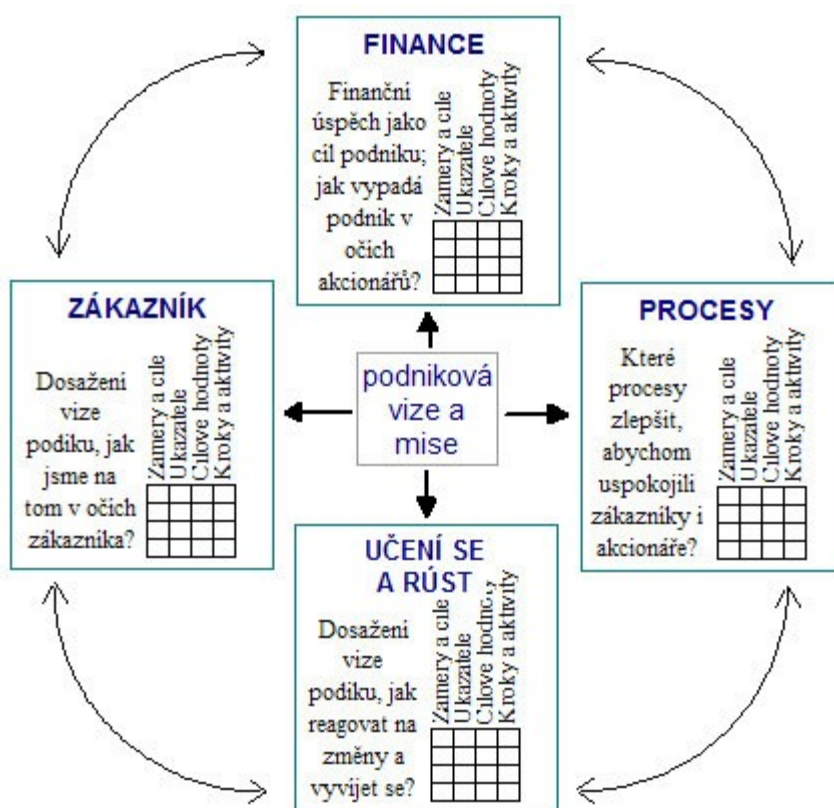 FINANCE
Finanční
úspěch jako
cíl podniku;
jak vypadá
podnik v
očích
akcionářů?
Zamery a cile
Ukazatele
Cilove hodnoty
Kroky a aktivity
ZÁKAZNÍK
Dosažení
vize
podiku, jak
jsme na
tom v očích
zákazníka?
Zamery a cile
Ukazatele
Cilove hodnoty
Kroky a aktivity
podniková
vize a
mise
PROCESY
Které
procesy
zlepšit,
abychom
uspokojili
zákazníky i
akcionáře?
Zamery a cile
Ukazatele
Cilove hodnoty
Kroky a aktivity
UČENÍ SE
A RÚST
Dosažení
vize
podiku, jak
reagovat na
změny a
vyvíjet se?
Zamery a cile
Ukazatele
Cilove hodnoty
Kroky a aktivity